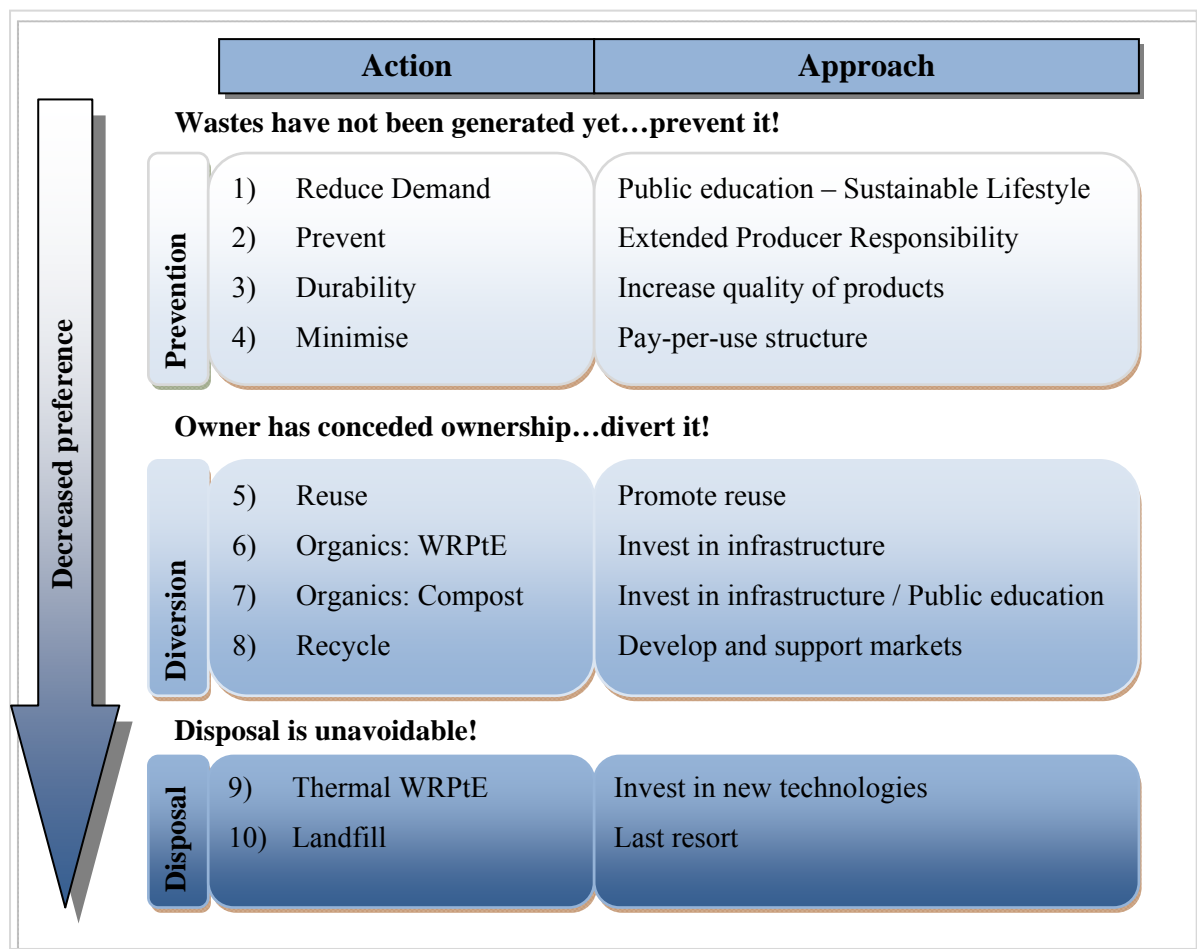 Action Approach
Wastes have not been generated yet…prevent it!
Prevention
1) Reduce Demand Public education – Sustainable Lifestyle
2) Prevent Extended Producer Responsibility
3) Durability Increase quality of products
4) Minimise Pay-per-use structure
Decreased preference
Owner has conceded ownership…divert it!
Diversion
5) Reuse Promote reuse
6) Organics: WRPtE Invest in infrastructure
7) Organics: Compost Invest in infrastructure / Public education
8) Recycle Develop and support markets
Disposal is unavoidable!
Disposal
9) Thermal WRPtE Invest in new technologies
10) Landfill Last resort